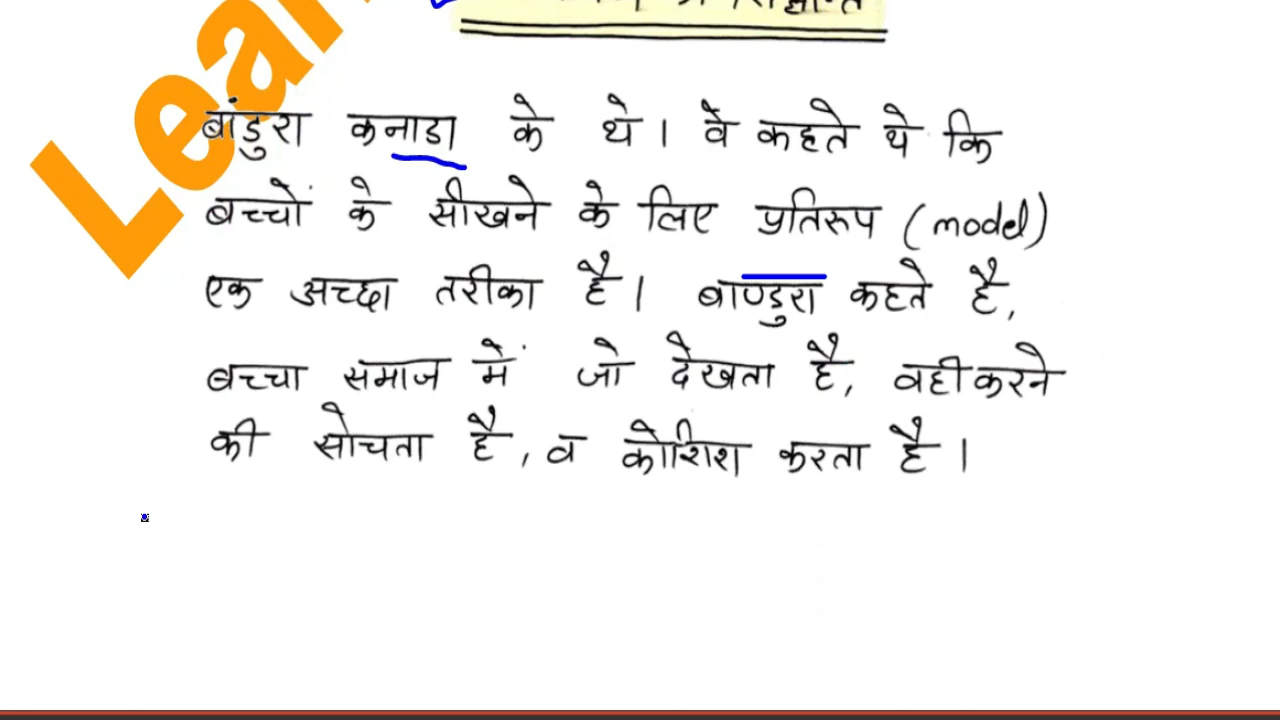 बांडुरा कनाडा के थे। वे कहते थे कि
बच्चों के सीखने के लिए प्रतिरूप (model)
एक अच्छा तरीका है। बाण्डुरा कहते है,
बच्चा समाज में जो देखता है, वही करने
की सोचता है, व कोशिश करता है।